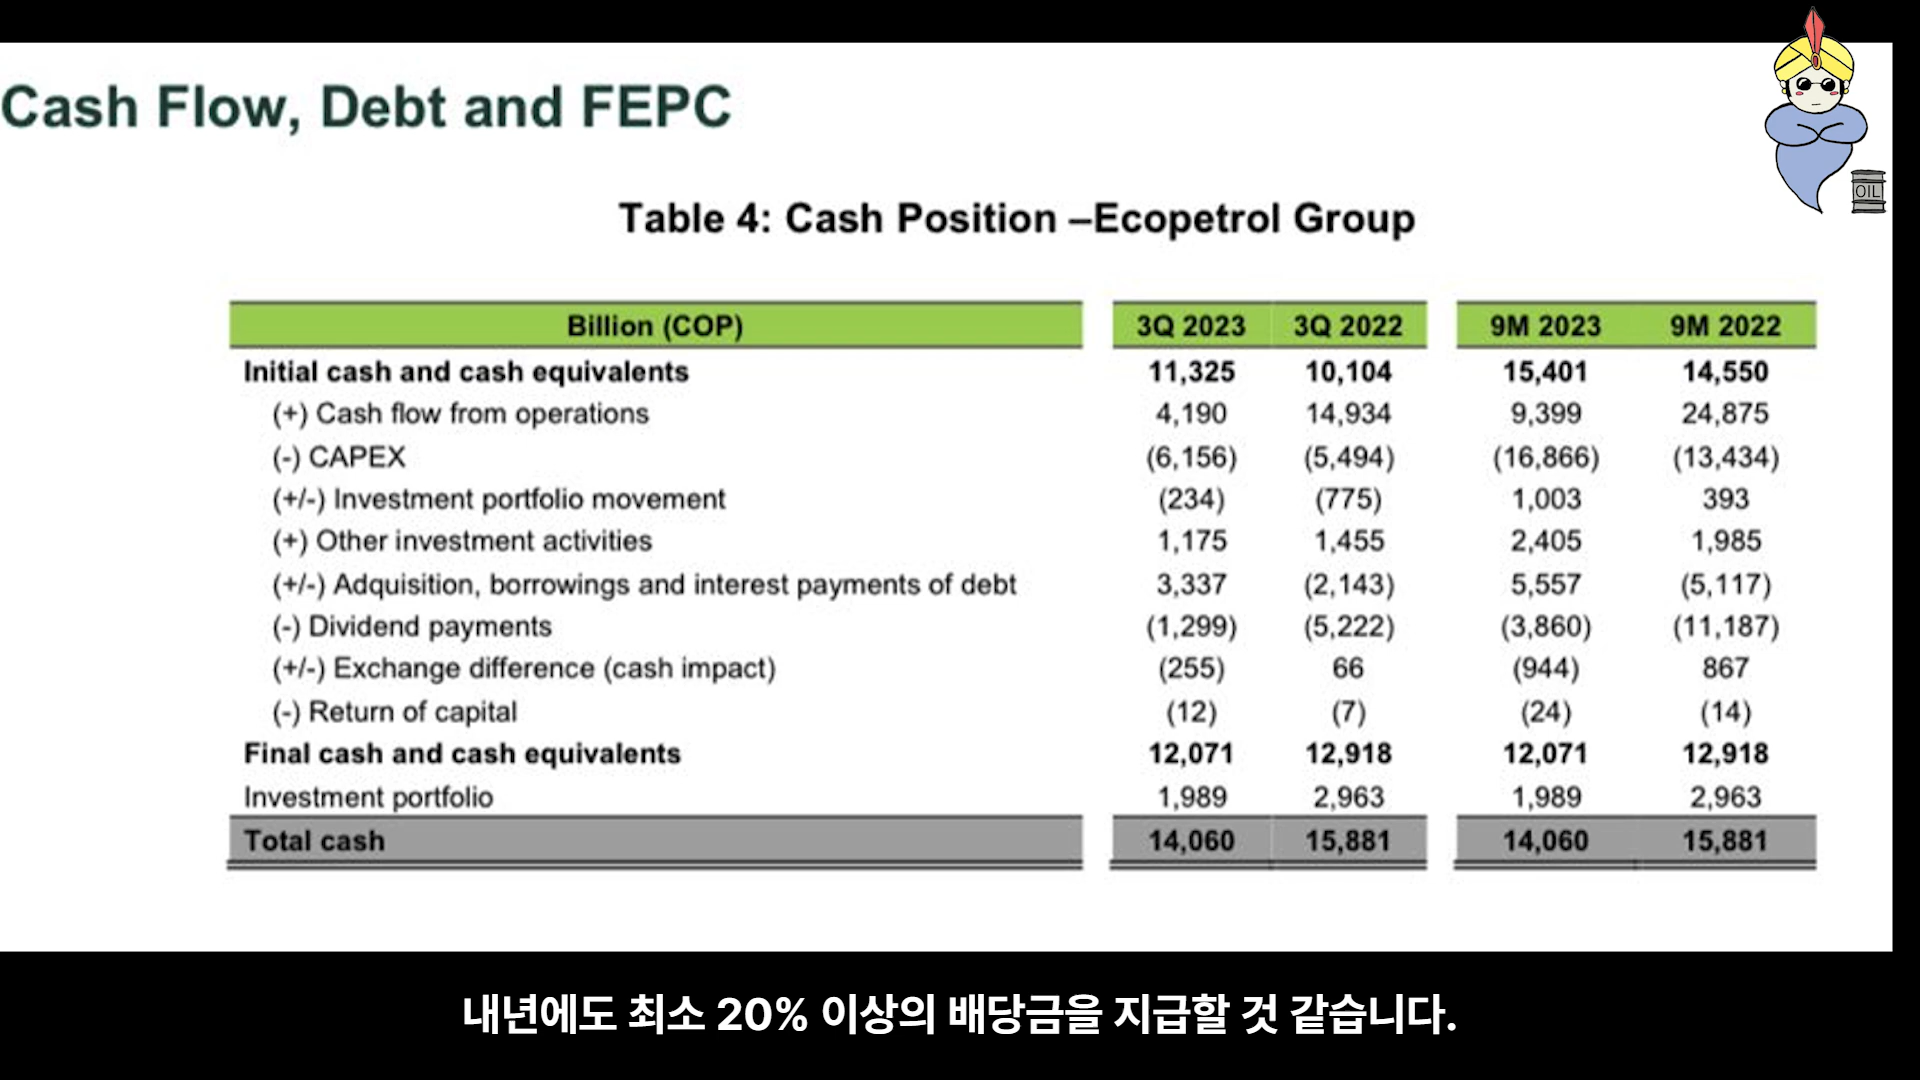 Cash Flow, Debt and FEPC
OIL
Table 4: Cash Position –Ecopetrol Group
Billion (COP) 3Q 2023 3Q 2022 9M 2023 9M 2022
Initial cash and cash equivalents 11,325 10,104 15,401 14,550
(+) Cash flow from operations 4,190 14,934 9,399 24,875
(-) CAPEX (6,156) (5,494) (16,866) (13,434)
(+/-) Investment portfolio movement (234) (775) 1,003 393
(+) Other investment activities 1,175 1,455 2,405 1,985
(+/-) Adquisition, borrowings and interest payments of debt 3,337 (2,143) 5,557 (5,117)
(-) Dividend payments (1,299) (5,222) (3,860) (11,187)
(+/-) Exchange difference (cash impact) (255) 66 (944) 867
(-) Return of capital (12) (7) (24) (14)
Final cash and cash equivalents 12,071 12,918 12,071 12,918
Investment portfolio 1,989 2,963 1,989 2,963
Total cash 14,060 15,881 14,060 15,881
내년에도 최소 20% 이상의 배당금을 지급할 것 같습니다.